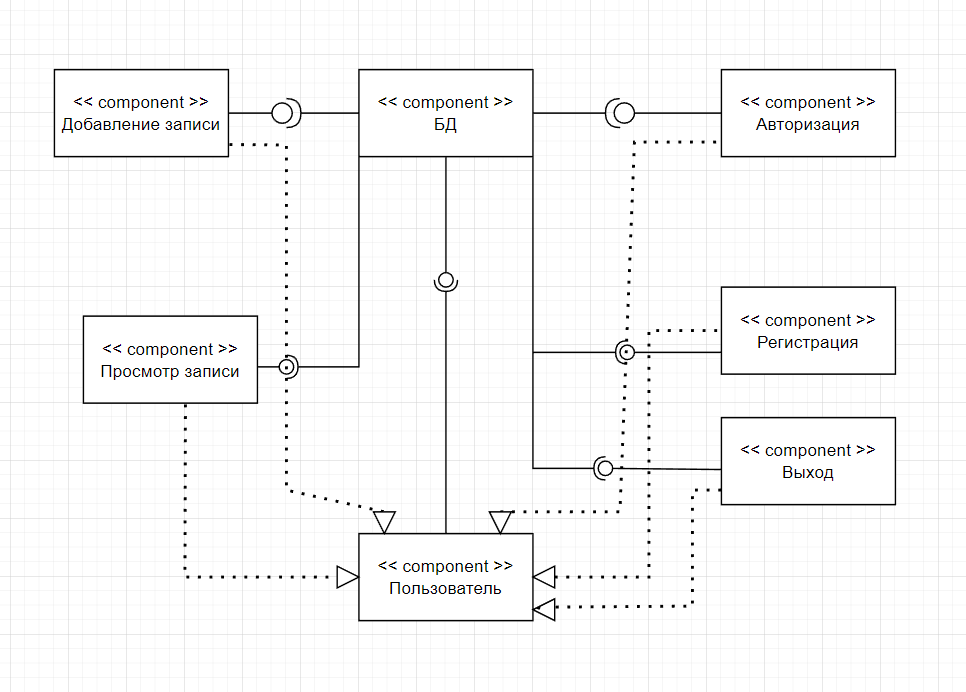 << component >>
Добавление записи
<< component >>
БД
<< component >>
Авторизация
<< component >>
Регистрация
<< component >>
Просмотр записи
<< component >>
Выход
<< component >>
Пользователь